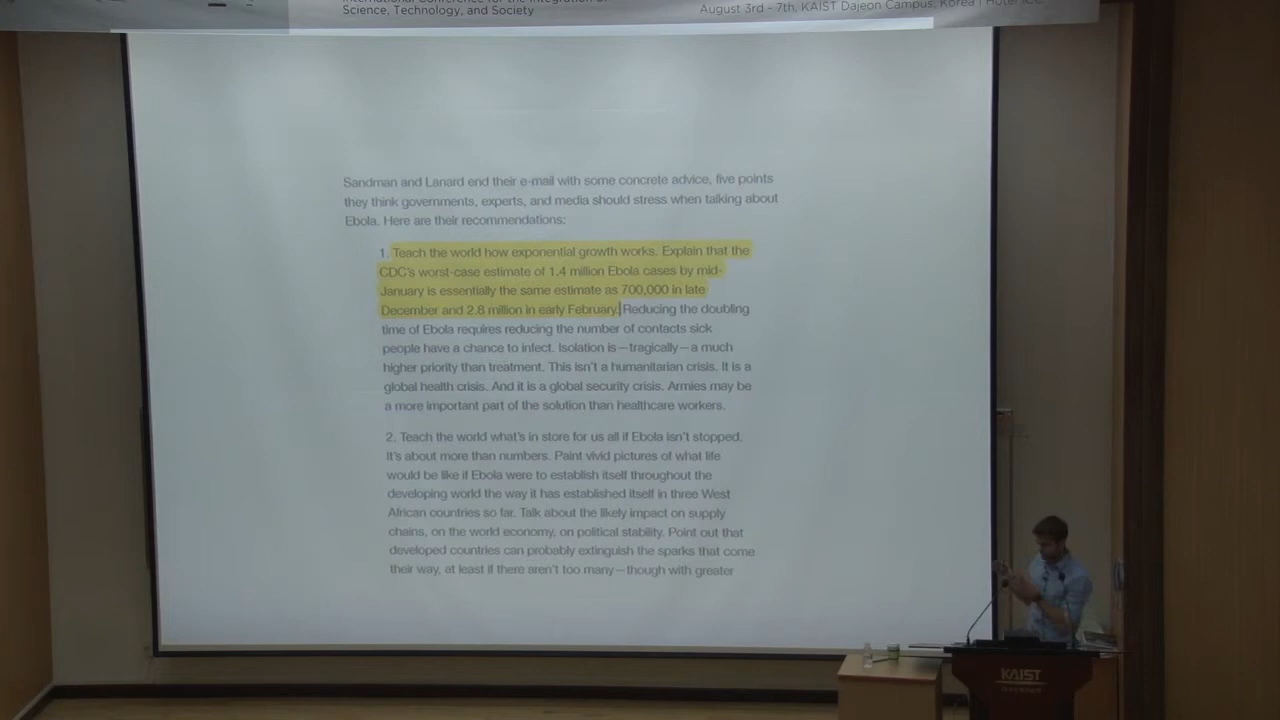 International Conference for the Integration of
Science, Technology, and Society
August 3rd - 7th, KAIST Dajeon Campus, Korea | Hotel ICC
Sandman and Lanard end their e-mail with some concrete advice, five points
they think governments, experts, and media should stress when talking about
Ebola. Here are their recommendations:
1. Teach the world how exponential growth works. Explain that the
CDC's worst-case estimate of 1.4 million Ebola cases by mid-
January is essentially the same estimate as 700,000 in late
December and 2.8 million in early February. Reducing the doubling
time of Ebola requires reducing the number of contacts sick
people have a chance to infect. Isolation is—tragically—a much
higher priority than treatment. This isn't a humanitarian crisis. It is a
global health crisis. And it is a global security crisis. Armies may be
a more important part of the solution than healthcare workers.
2. Teach the world what's in store for us all if Ebola isn't stopped.
It's about more than numbers. Paint vivid pictures of what life
would be like if Ebola were to establish itself throughout the
developing world the way it has established itself in three West
African countries so far. Talk about the likely impact on supply
chains, on the world economy, on political stability. Point out that
developed countries can probably extinguish the sparks that come
their way, at least if there aren't too many—though with greater
KAIST